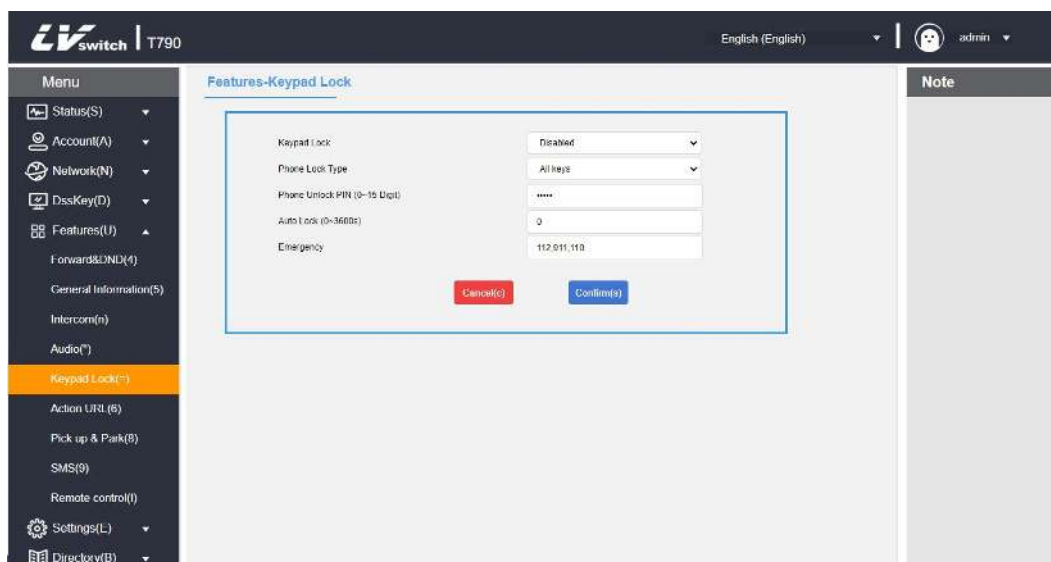 LV switch | T790
English (English)
admin
Menu
Features-Keypad Lock
Note
Status(S)
Account(A)
Network(N)
DssKey(D)
Features(U)
Forward&DND(4)
General Information(5)
Intercom(n)
Audio(*)
Keypad Lock(=)
Action URL(6)
Pick up & Park(8)
SMS(9)
Remote control(l)
Settings(E)
Directory(B)
Keypad Lock Disabled
Phone Lock Type All keys
Phone Unlock PIN (0~15 Digit) •••••
Auto Lock (0~3600s) 0
Emergency 112,911,110
Cancel(c) Confirm(s)